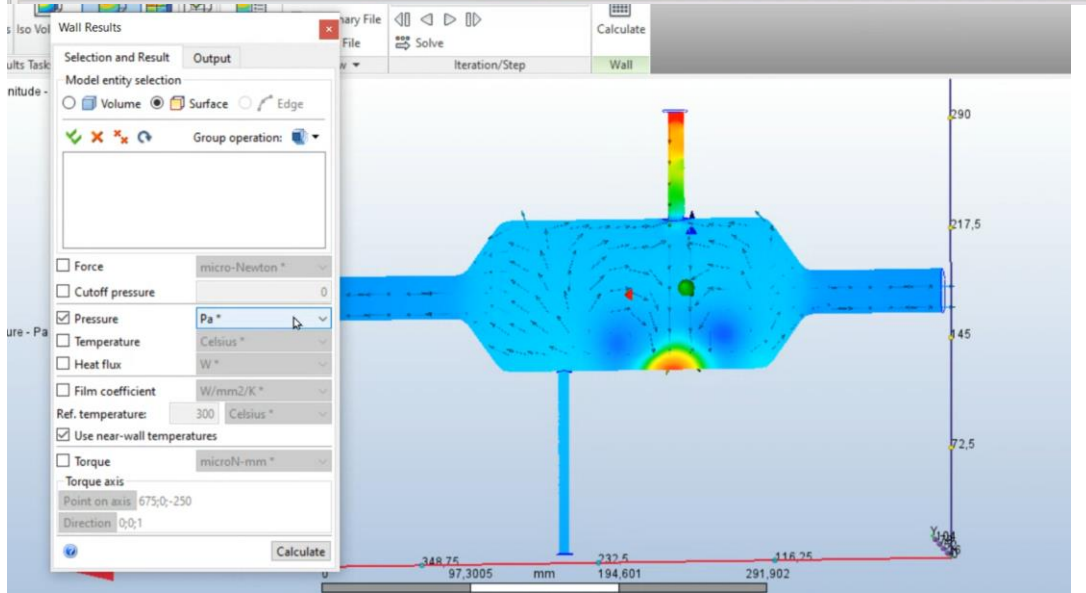 Wall Results
×
Selection and Result
Output
Model entity selection
Volume
Surface
Edge
Group operation:
Force
micro-Newton *
Cutoff pressure
0
Pressure
Pa *
Temperature
Celsius *
Heat flux
W *
Film coefficient
W/mm2/K *
Ref. temperature:
300
Celsius *
Use near-wall temperatures
Torque
microN-mm *
Torque axis
Point on axis
675;0;-250
Direction
0;0;1
Calculate
Iso Vol
ults Task
nitude -
ure - Pa
nary File
File
Solve
Iteration/Step
Calculate
Wall
290
217,5
145
72,5
348,75
232,5
116,25
0
97,3005
mm
194,601
291,902